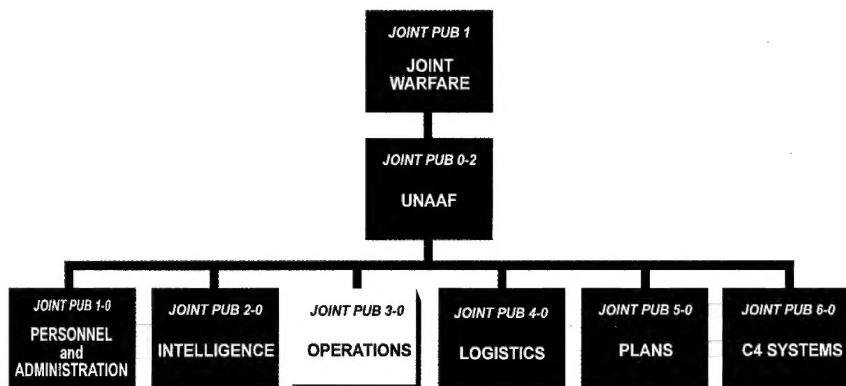 JOINT PUB 1
JOINT
WARFARE
JOINT PUB 0-2
UNAAF
JOINT PUB 1-0
PERSONNEL
and
ADMINISTRATION
JOINT PUB 2-0
INTELLIGENCE
JOINT PUB 3-0
OPERATIONS
JOINT PUB 4-0
LOGISTICS
JOINT PUB 5-0
PLANS
JOINT PUB 6-0
C4 SYSTEMS